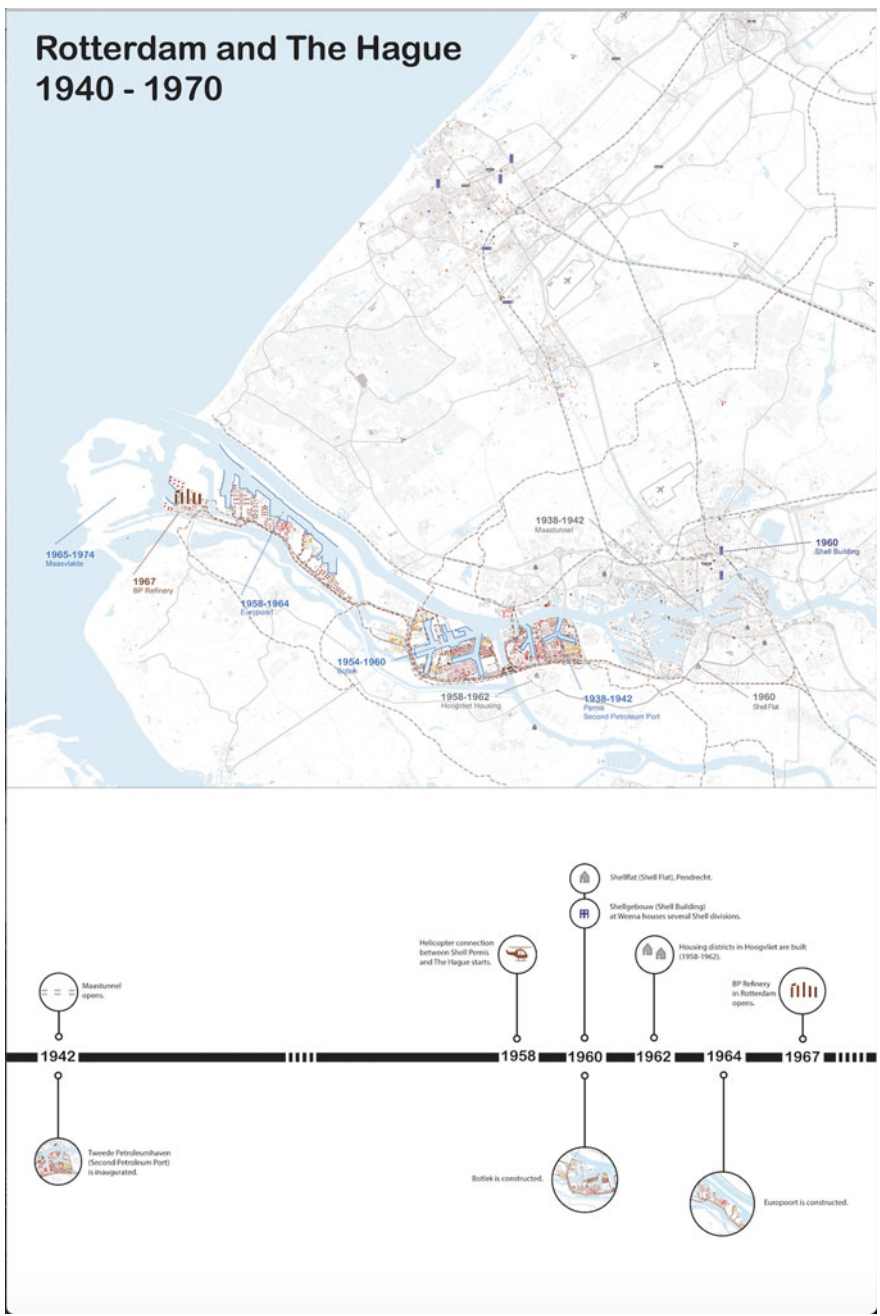 Rotterdam and The Hague
1940 - 1970
1938-1942
Maastunnel
1960
Shell Building
1965-1974
Maasvlakte
1967
BP Refinery
1958-1964
Europoort
1954-1960
Botlek
1958-1962
Hoogvliet Housing
1938-1942
Pernis
Second Petroleum Port
1960
Shell Flat
Shellflat (Shell Flat), Pendrecht.
Shellgebouw (Shell Building)
at Weena houses several Shell divisions.
Helicopter connection
between Shell Pernis
and The Hague starts.
Housing districts in Hoogvliet are built
(1958-1962).
BP Refinery
in Rotterdam
opens.
Maastunnel
opens.
1942
1958
1960
1962
1964
1967
Tweede Petroleumhaven
(Second Petroleum Port)
is inaugurated.
Botlek is constructed.
Europoort is constructed.